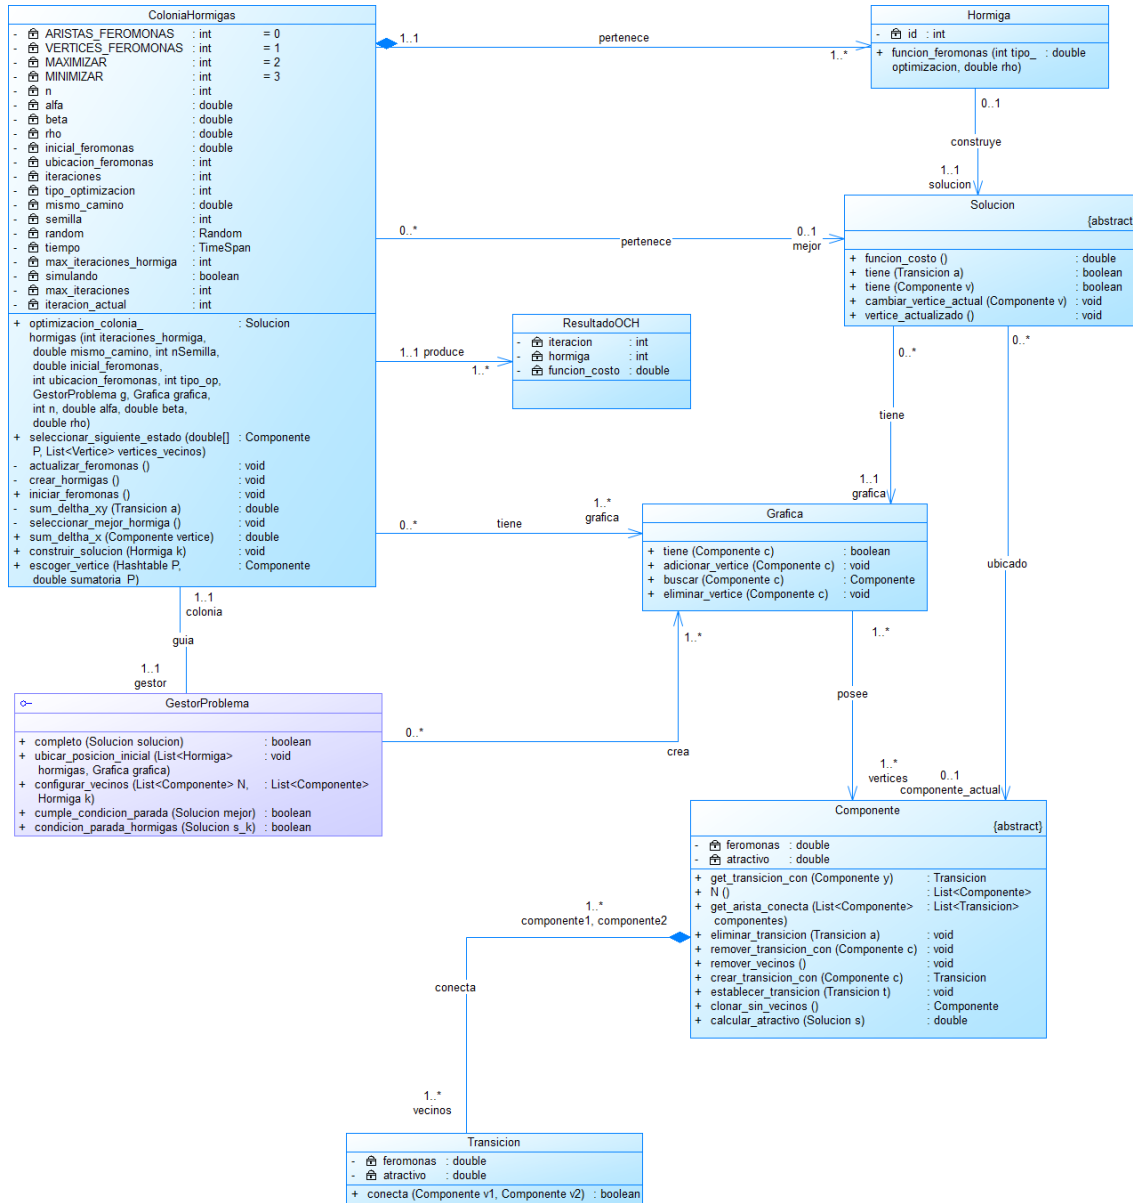 ColoniaHormigas
- ARISTAS_FEROMONAS : int = 0
- VERTICES_FEROMONAS : int = 1
- MAXIMIZAR : int = 2
- MINIMIZAR : int = 3
- n : int
- alfa : double
- beta : double
- rho : double
- inicial_feromonas : double
- ubicacion_feromonas : int
- iteraciones : int
- tipo_optimizacion : int
- mismo_camino : double
- semilla : int
- random : Random
- tiempo : TimeSpan
- max_iteraciones_hormiga : int
- simulando : boolean
- max_iteraciones : int
- iteracion_actual : int
+ optimizacion_colonia_ : Solucion
hormigas (int iteraciones_hormiga,
double mismo_camino, int nSemilla,
double inicial_feromonas,
int ubicacion_feromonas, int tipo_op,
GestorProblema g, Grafica grafica,
int n, double alfa, double beta,
double rho)
+ seleccionar_siguiente_estado (double[] : Componente
P, List<Vertice> vertices_vecinos)
- actualizar_feromonas () : void
- crear_hormigas () : void
+ iniciar_feromonas () : void
- sum_deltha_xy (Transicion a) : double
- seleccionar_mejor_hormiga () : void
+ sum_deltha_x (Componente vertice) : double
+ construir_solucion (Hormiga k) : void
+ escoger_vertice (Hashtable P, : Componente
double sumatoria_P)
1..1
pertenece
1..*
Hormiga
- id : int
+ funcion_feromonas (int tipo_ : double
optimizacion, double rho)
0..1
construye
1..1
solucion
Solucion
{abstract}
+ funcion_costo () : double
+ tiene (Transicion a) : boolean
+ tiene (Componente v) : boolean
+ cambiar_vertice_actual (Componente v) : void
+ vertice_actualizado () : void
0..*
pertenece
0..1
mejor
1..1 produce
1..*
ResultadoOCH
- iteracion : int
- hormiga : int
- funcion_costo : double
0..*
0..*
tiene
1..1
grafica
0..*
tiene
1..*
grafica
Grafica
+ tiene (Componente c) : boolean
+ adicionar_vertice (Componente c) : void
+ buscar (Componente c) : Componente
+ eliminar_vertice (Componente c) : void
ubicado
1..1
colonia
guia
1..1
gestor
GestorProblema
+ completo (Solucion solucion) : boolean
+ ubicar_posicion_inicial (List<Hormiga> : void
hormigas, Grafica grafica)
+ configurar_vecinos (List<Componente> N, : List<Componente>
Hormiga k)
+ cumple_condicion_parada (Solucion mejor) : boolean
+ condicion_parada_hormigas (Solucion s_k) : boolean
0..*
crea
1..*
1..*
posee
1..*
vertices
0..1
componente_actual
Componente
{abstract}
- feromonas : double
- atractivo : double
+ get_transicion_con (Componente y) : Transicion
+ N () : List<Componente>
+ get_arista_conecta (List<Componente> : List<Transicion>
componentes)
+ eliminar_transicion (Transicion a) : void
+ remover_transicion_con (Componente c) : void
+ remover_vecinos () : void
+ crear_transicion_con (Componente c) : Transicion
+ establecer_transicion (Transicion t) : void
+ clonar_sin_vecinos () : Componente
+ calcular_atractivo (Solucion s) : double
1..*
componente1, componente2
conecta
1..*
vecinos
Transicion
- feromonas : double
- atractivo : double
+ conecta (Componente v1, Componente v2) : boolean